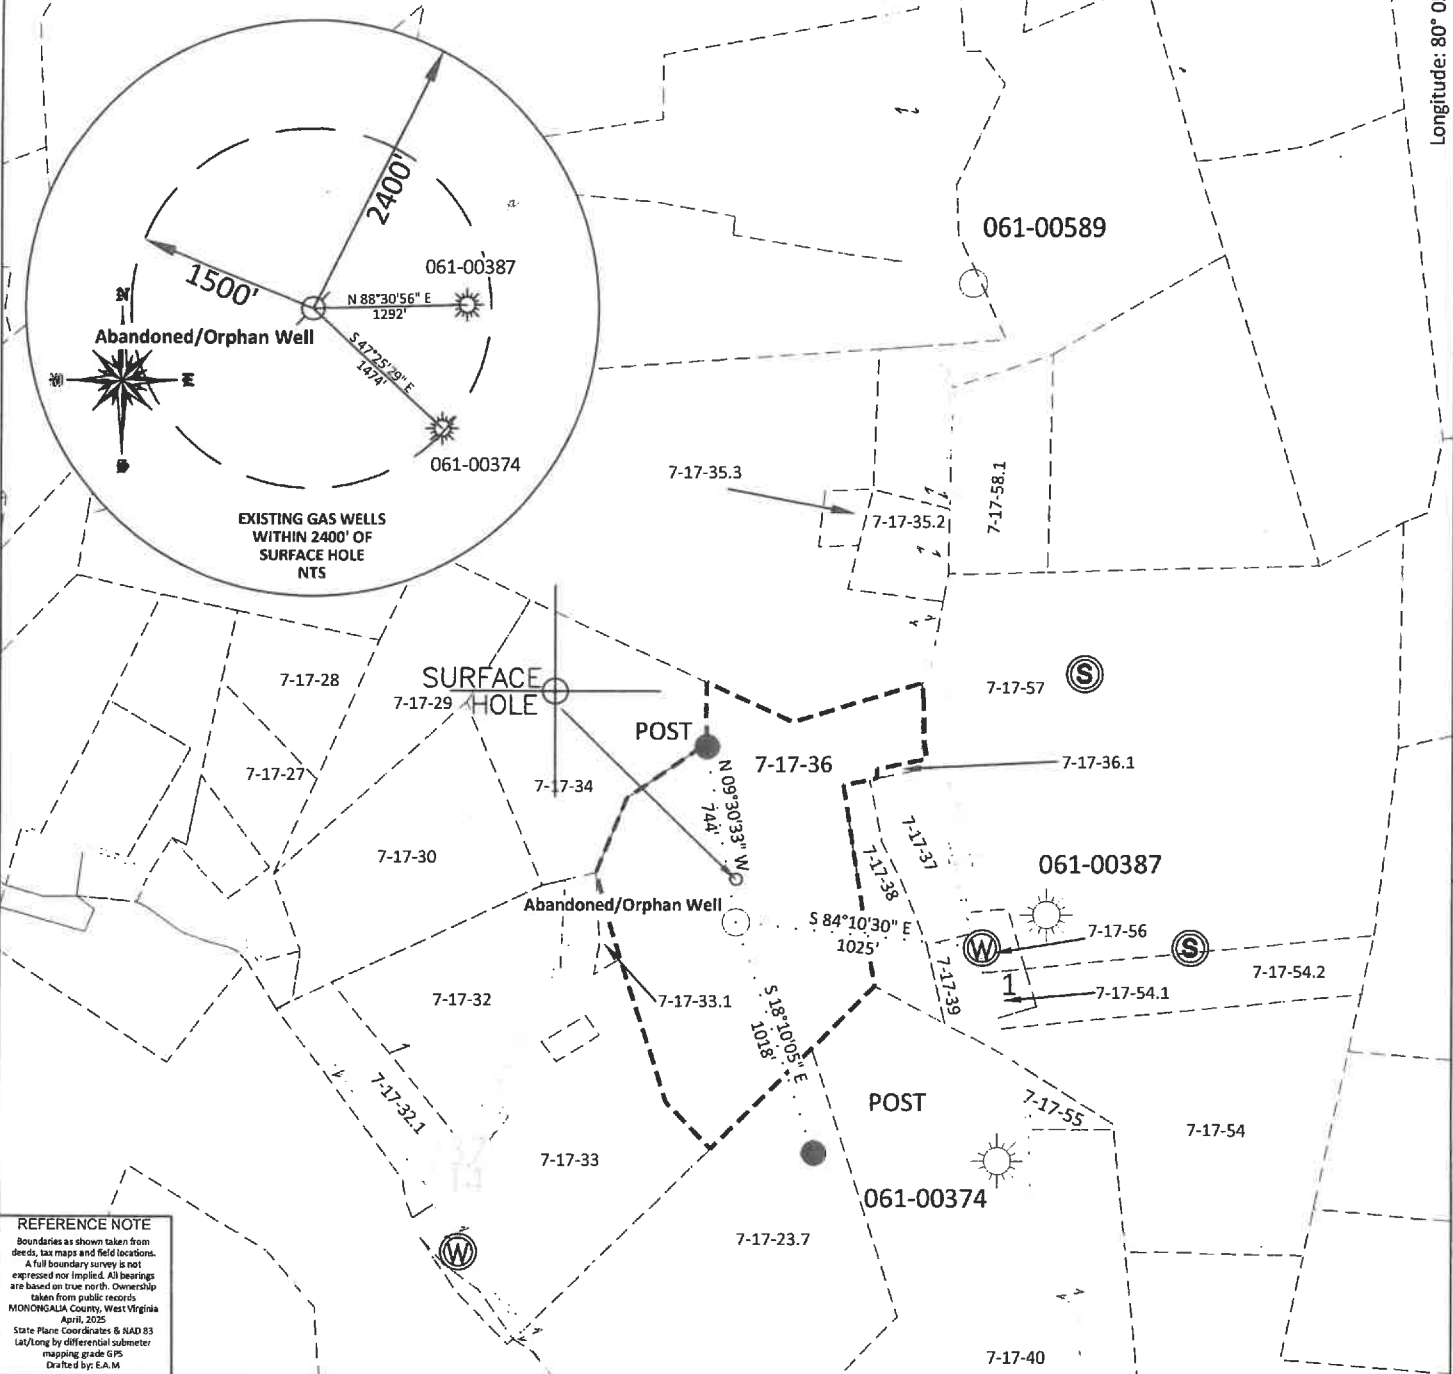 Longitude: 80° 0
2400'
1500'
061-00387
N 88°30'56" E
1292'
Abandoned/Orphan Well
S 47°25'29" E
1474'
061-00374
EXISTING GAS WELLS
WITHIN 2400' OF
SURFACE HOLE
NTS
061-00589
7-17-35.3
7-17-35.2
7-17-58.1
7-17-28
7-17-29
SURFACE
HOLE
7-17-57
S
POST
7-17-36
7-17-36.1
7-17-27
7-17-34
N 09°30'33" W
744'
7-17-37
7-17-38
7-17-30
061-00387
Abandoned/Orphan Well
S 84°10'30" E
1025'
7-17-56
W
S
7-17-54.2
7-17-39
1
7-17-54.1
7-17-32
7-17-33.1
S 18°10'05" E
1018'
7-17-32.1
POST
7-17-55
7-17-54
7-17-33
061-00374
7-17-23.7
W
7-17-40
REFERENCE NOTE
Boundaries as shown taken from
deeds, tax maps and field locations.
A full boundary survey is not
expressed nor implied. All bearings
are based on true north. Ownership
taken from public records
MONONGALIA County, West Virginia
April, 2025
State Plane Coordinates & NAD 83
Lat/Long by differential submeter
mapping grade GPS
Drafted by: E.A.M